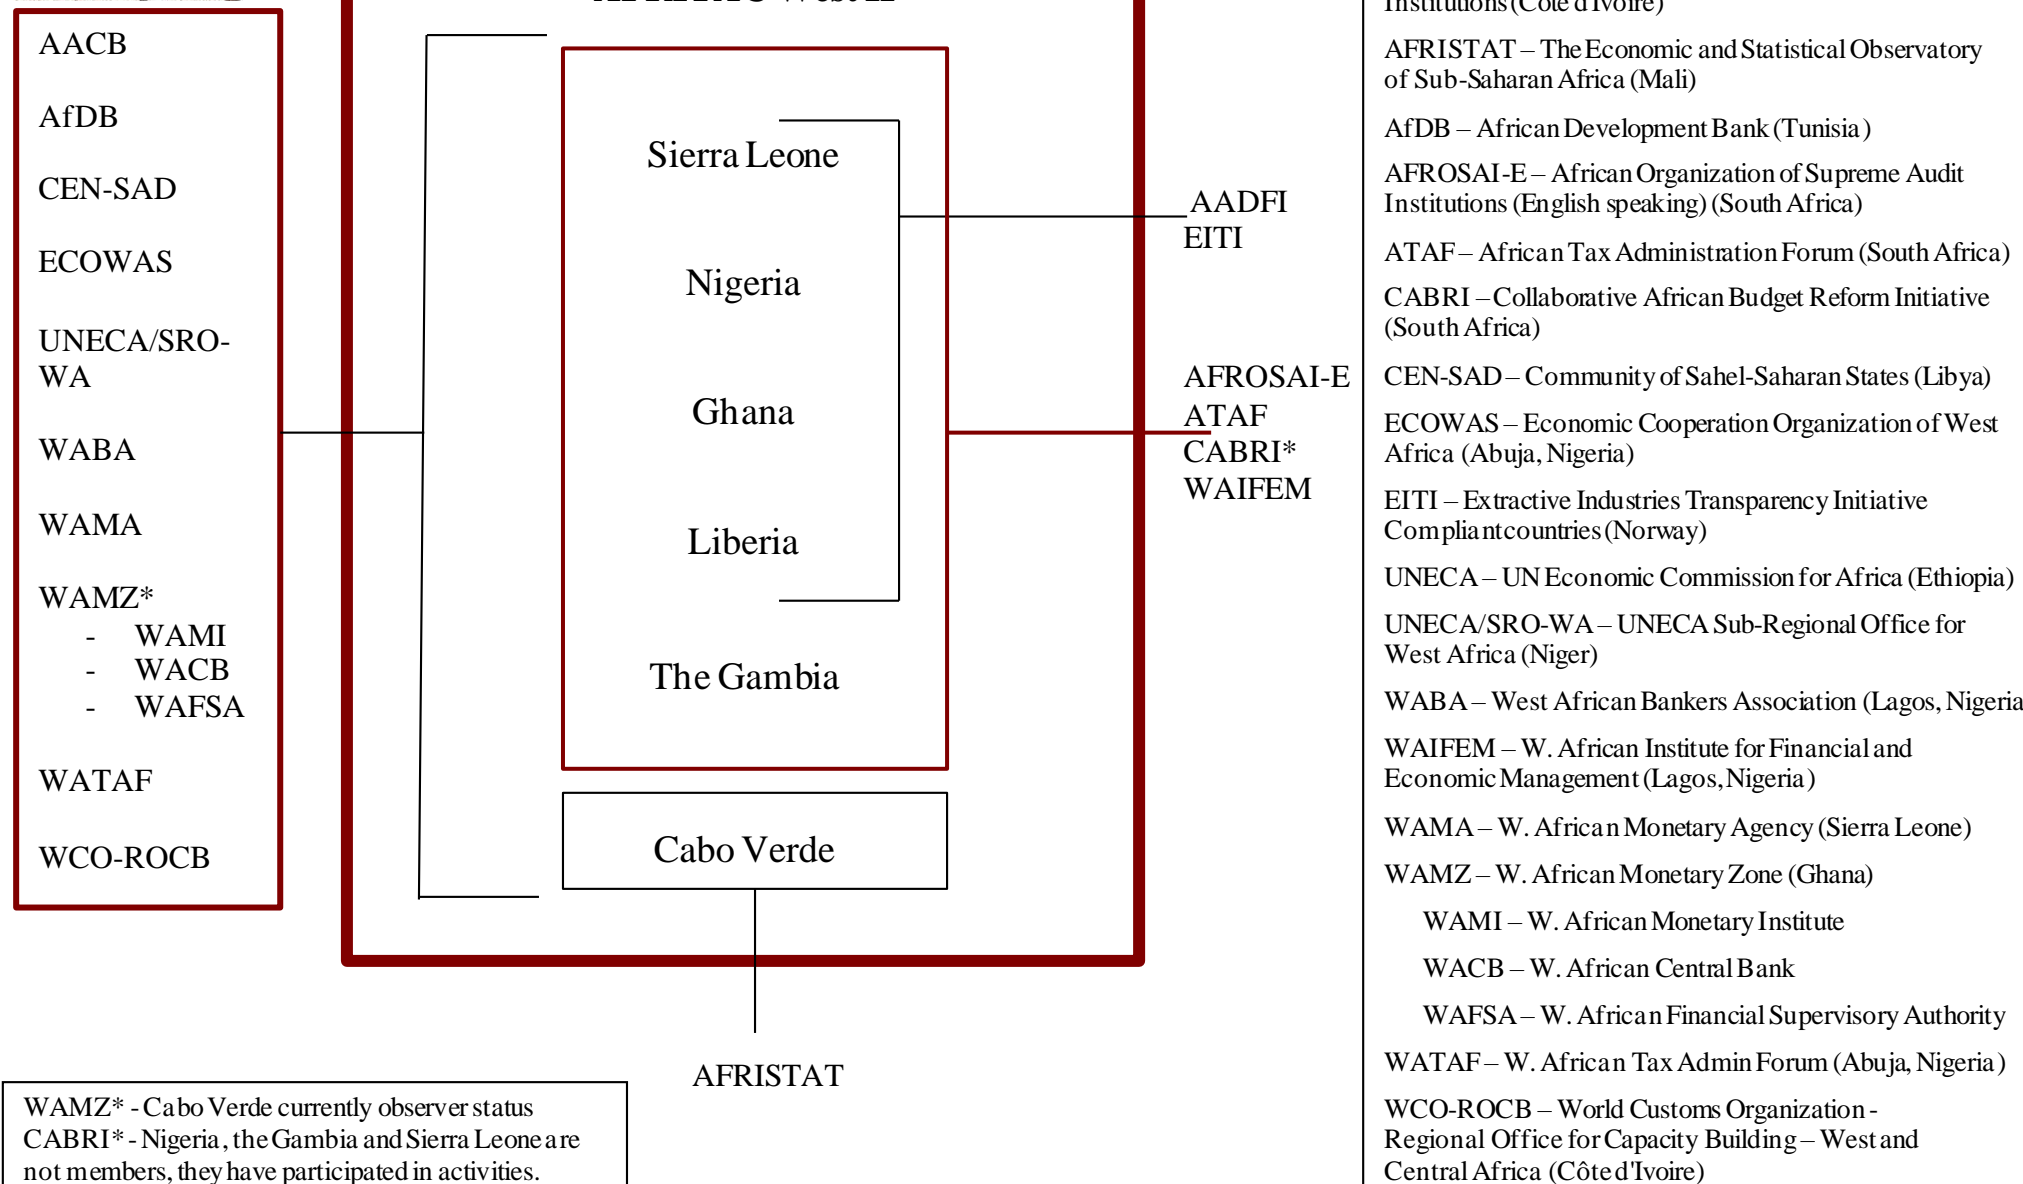 AACB
AfDB
CEN-SAD
ECOWAS
UNECA/SRO-
WA
WABA
WAMA
WAMZ*
- WAMI
- WACB
- WAFSA
WATAF
WCO-ROCB
Sierra Leone
Nigeria
Ghana
Liberia
The Gambia
Cabo Verde
AFRISTAT
AADFI
EITI
AFROSAI-E
ATAF
CABRI*
WAIFEM
WAMZ* - Cabo Verde currently observer status
CABRI* - Nigeria, the Gambia and Sierra Leone are
not members, they have participated in activities.
Institutions (Côte d'Ivoire)
AFRISTAT – The Economic and Statistical Observatory
of Sub-Saharan Africa (Mali)
AfDB – African Development Bank (Tunisia)
AFROSAI-E – African Organization of Supreme Audit
Institutions (English speaking) (South Africa)
ATAF – African Tax Administration Forum (South Africa)
CABRI – Collaborative African Budget Reform Initiative
(South Africa)
CEN-SAD – Community of Sahel-Saharan States (Libya)
ECOWAS – Economic Cooperation Organization of West
Africa (Abuja, Nigeria)
EITI – Extractive Industries Transparency Initiative
Compliant countries (Norway)
UNECA – UN Economic Commission for Africa (Ethiopia)
UNECA/SRO-WA – UNECA Sub-Regional Office for
West Africa (Niger)
WABA – West African Bankers Association (Lagos, Nigeria
WAIFEM – W. African Institute for Financial and
Economic Management (Lagos, Nigeria)
WAMA – W. African Monetary Agency (Sierra Leone)
WAMZ – W. African Monetary Zone (Ghana)
WAMI – W. African Monetary Institute
WACB – W. African Central Bank
WAFSA – W. African Financial Supervisory Authority
WATAF – W. African Tax Admin Forum (Abuja, Nigeria)
WCO-ROCB – World Customs Organization -
Regional Office for Capacity Building – West and
Central Africa (Côte d'Ivoire)